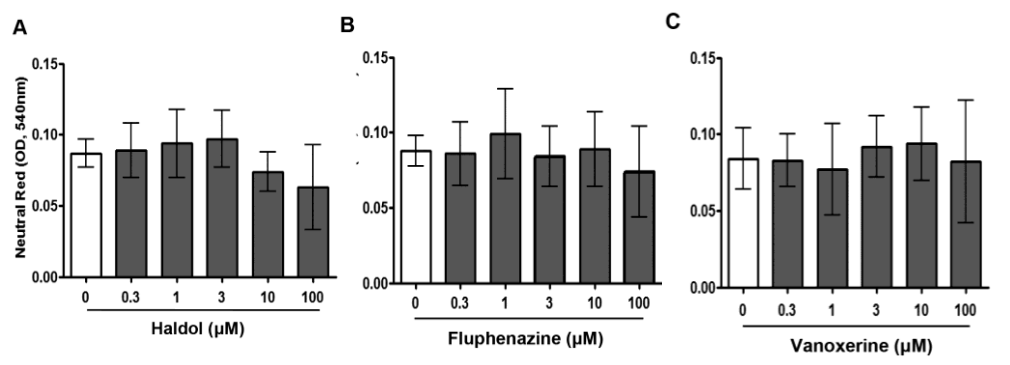 A
Neutral Red (OD, 540nm)
0.15
0.10
0.05
0.00
0 0.3 1 3 10 100
Haldol (µM)
B
0.15
0.10
0.05
0.00
0 0.3 1 3 10 100
Fluphenazine (µM)
C
0.15
0.10
0.05
0.00
0 0.3 1 3 10 100
Vanoxerine (µM)